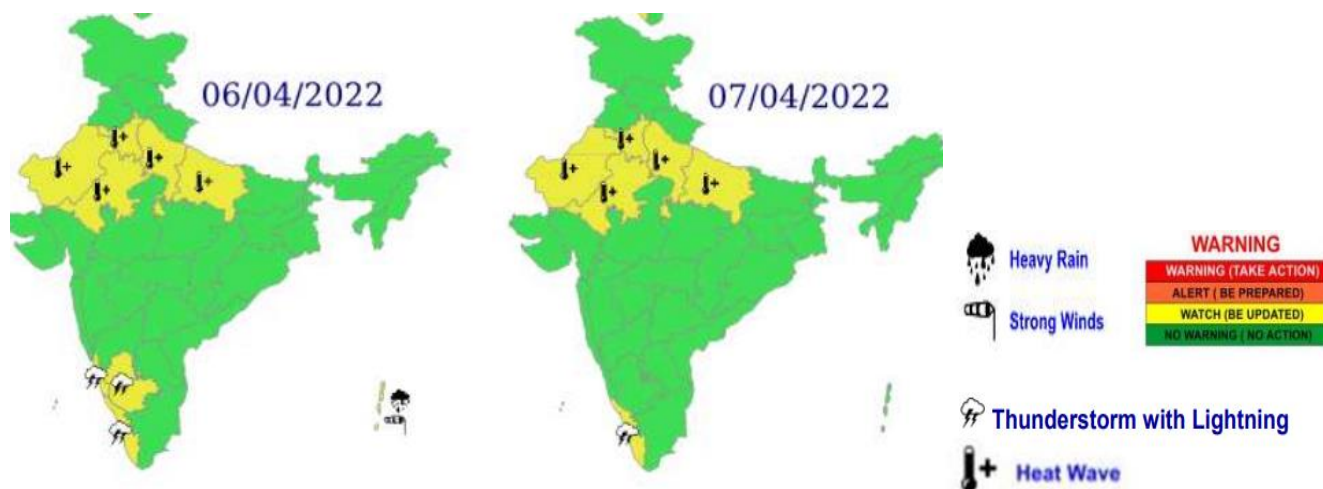 06/04/2022
07/04/2022
Heavy Rain
Strong Winds
WARNING
WARNING (TAKE ACTION)
ALERT ( BE PREPARED)
WATCH (BE UPDATED)
NO WARNING ( NO ACTION)
Thunderstorm with Lightning
Heat Wave